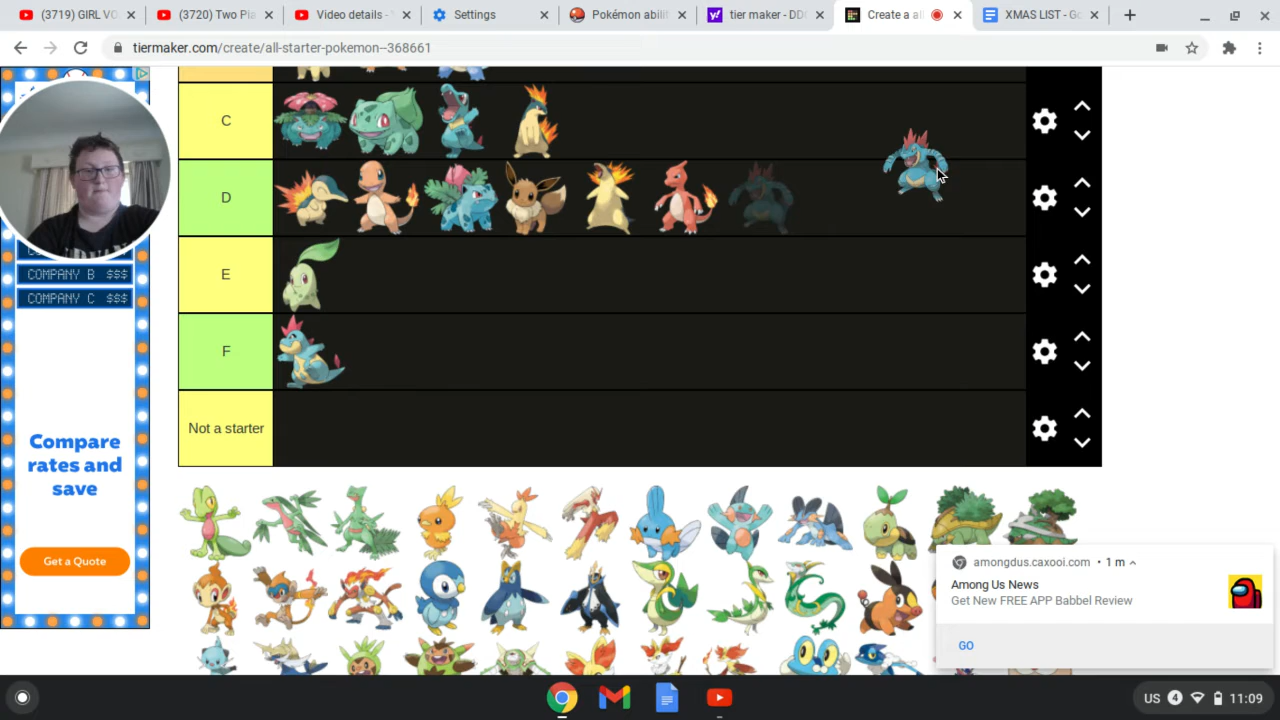 (3719) GIRL VO
(3720) Two Pla
Video details - Y
Settings
Pokémon abilit
tier maker - DD
Create a all
XMAS LIST - Go
tiermaker.com/create/all-starter-pokemon--368661
C
D
E
F
Not a starter
COMPANY B $$$
COMPANY C $$$
Compare
rates and
save
Get a Quote
amongdus.caxooi.com • 1 m
Among Us News
Get New FREE APP Babbel Review
GO
US 4 11:09